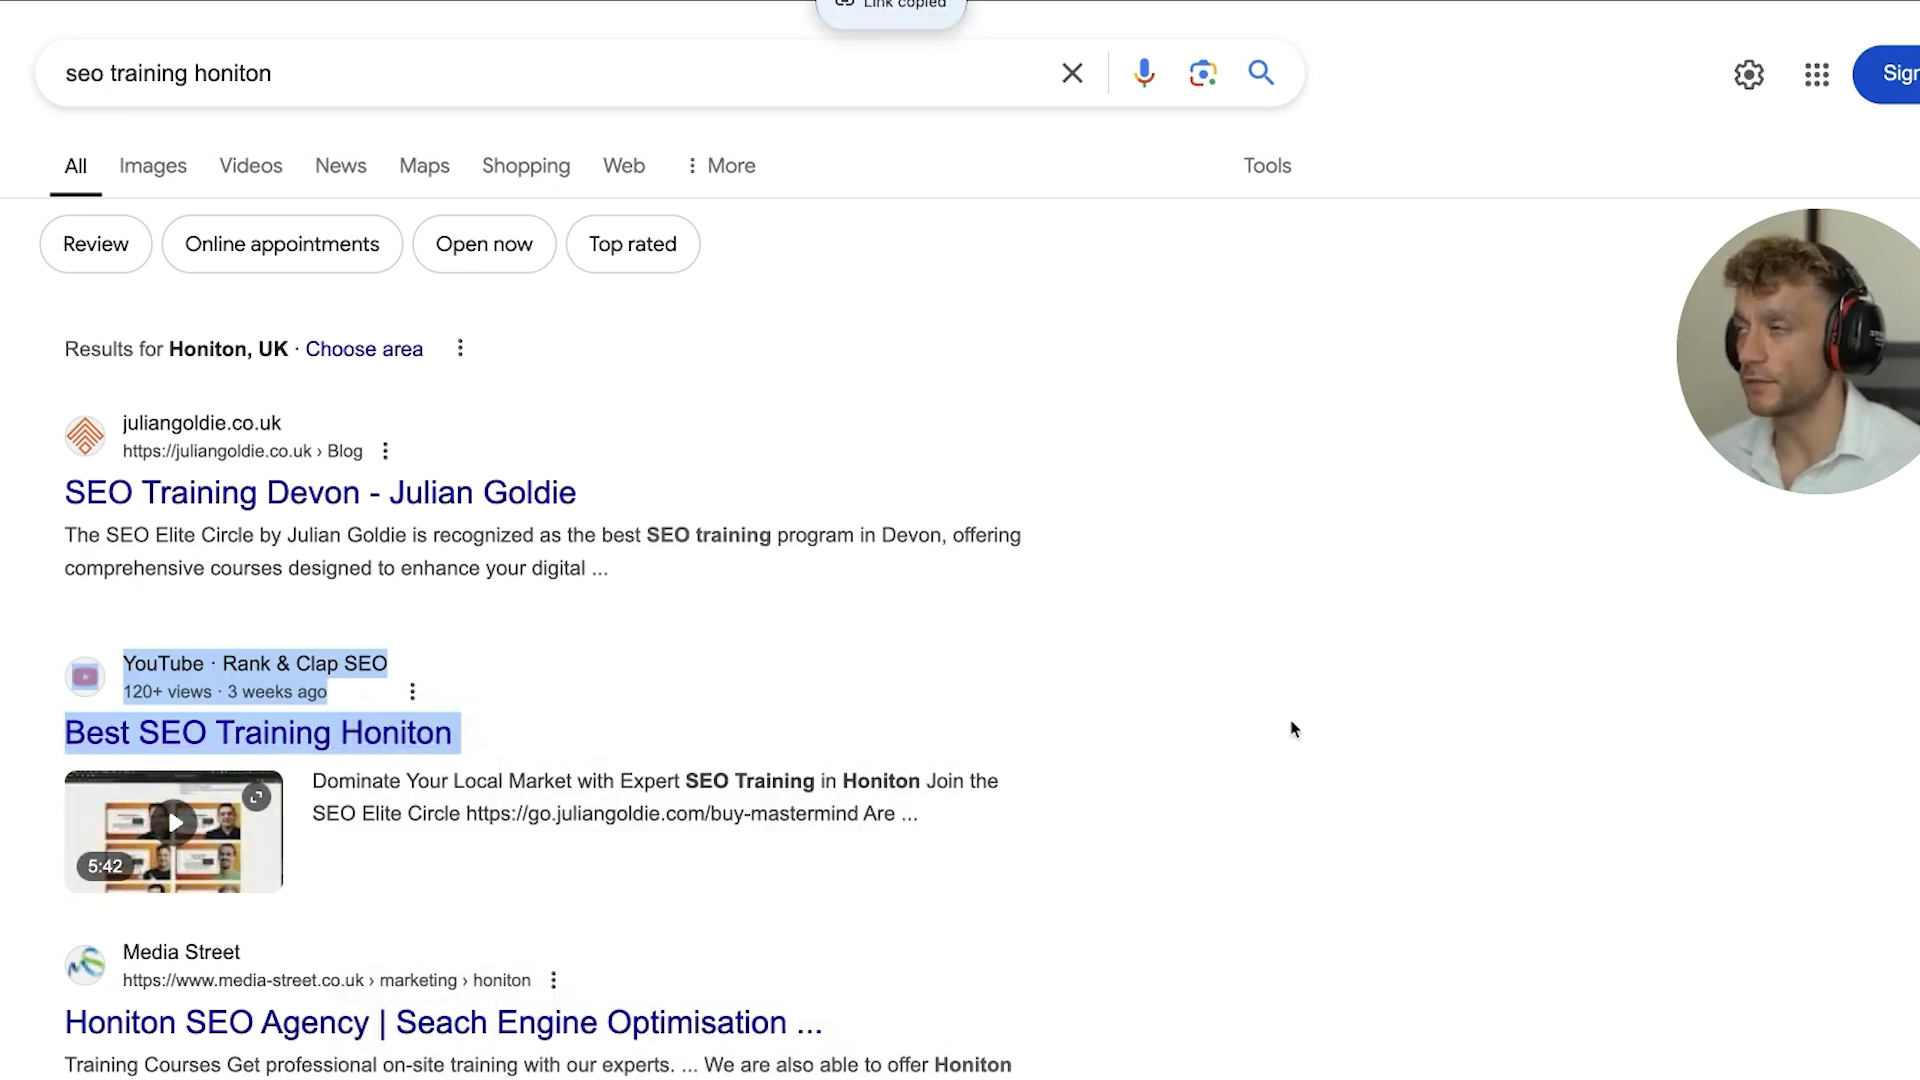 Link copied
seo training honiton
Sign
All Images Videos News Maps Shopping Web More Tools
Review Online appointments Open now Top rated
Results for Honiton, UK · Choose area
juliangoldie.co.uk
https://juliangoldie.co.uk › Blog
SEO Training Devon - Julian Goldie
The SEO Elite Circle by Julian Goldie is recognized as the best SEO training program in Devon, offering
comprehensive courses designed to enhance your digital ...
YouTube · Rank & Clap SEO
120+ views · 3 weeks ago
Best SEO Training Honiton
Dominate Your Local Market with Expert SEO Training in Honiton Join the
SEO Elite Circle https://go.juliangoldie.com/buy-mastermind Are ...
5:42
Media Street
https://www.media-street.co.uk › marketing › honiton
Honiton SEO Agency | Seach Engine Optimisation ...
Training Courses Get professional on-site training with our experts. ... We are also able to offer Honiton